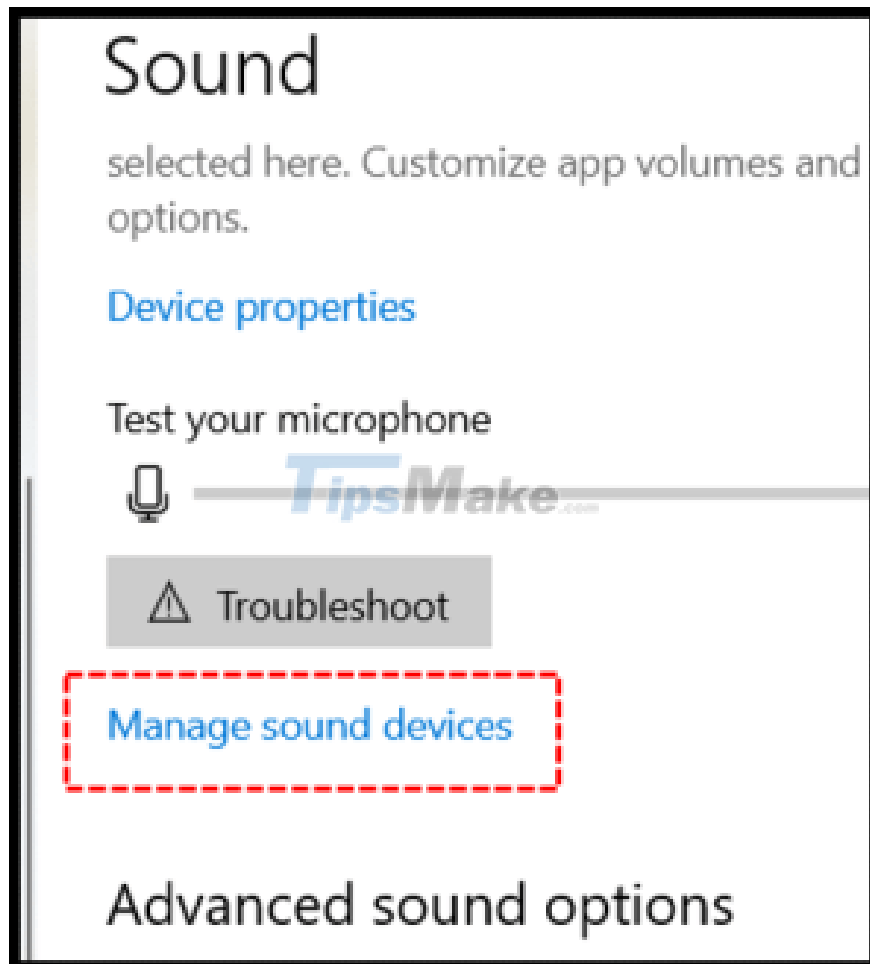 Sound
selected here. Customize app volumes and
options.
Device properties
Test your microphone
TipsMake.com
Troubleshoot
Manage sound devices
Advanced sound options